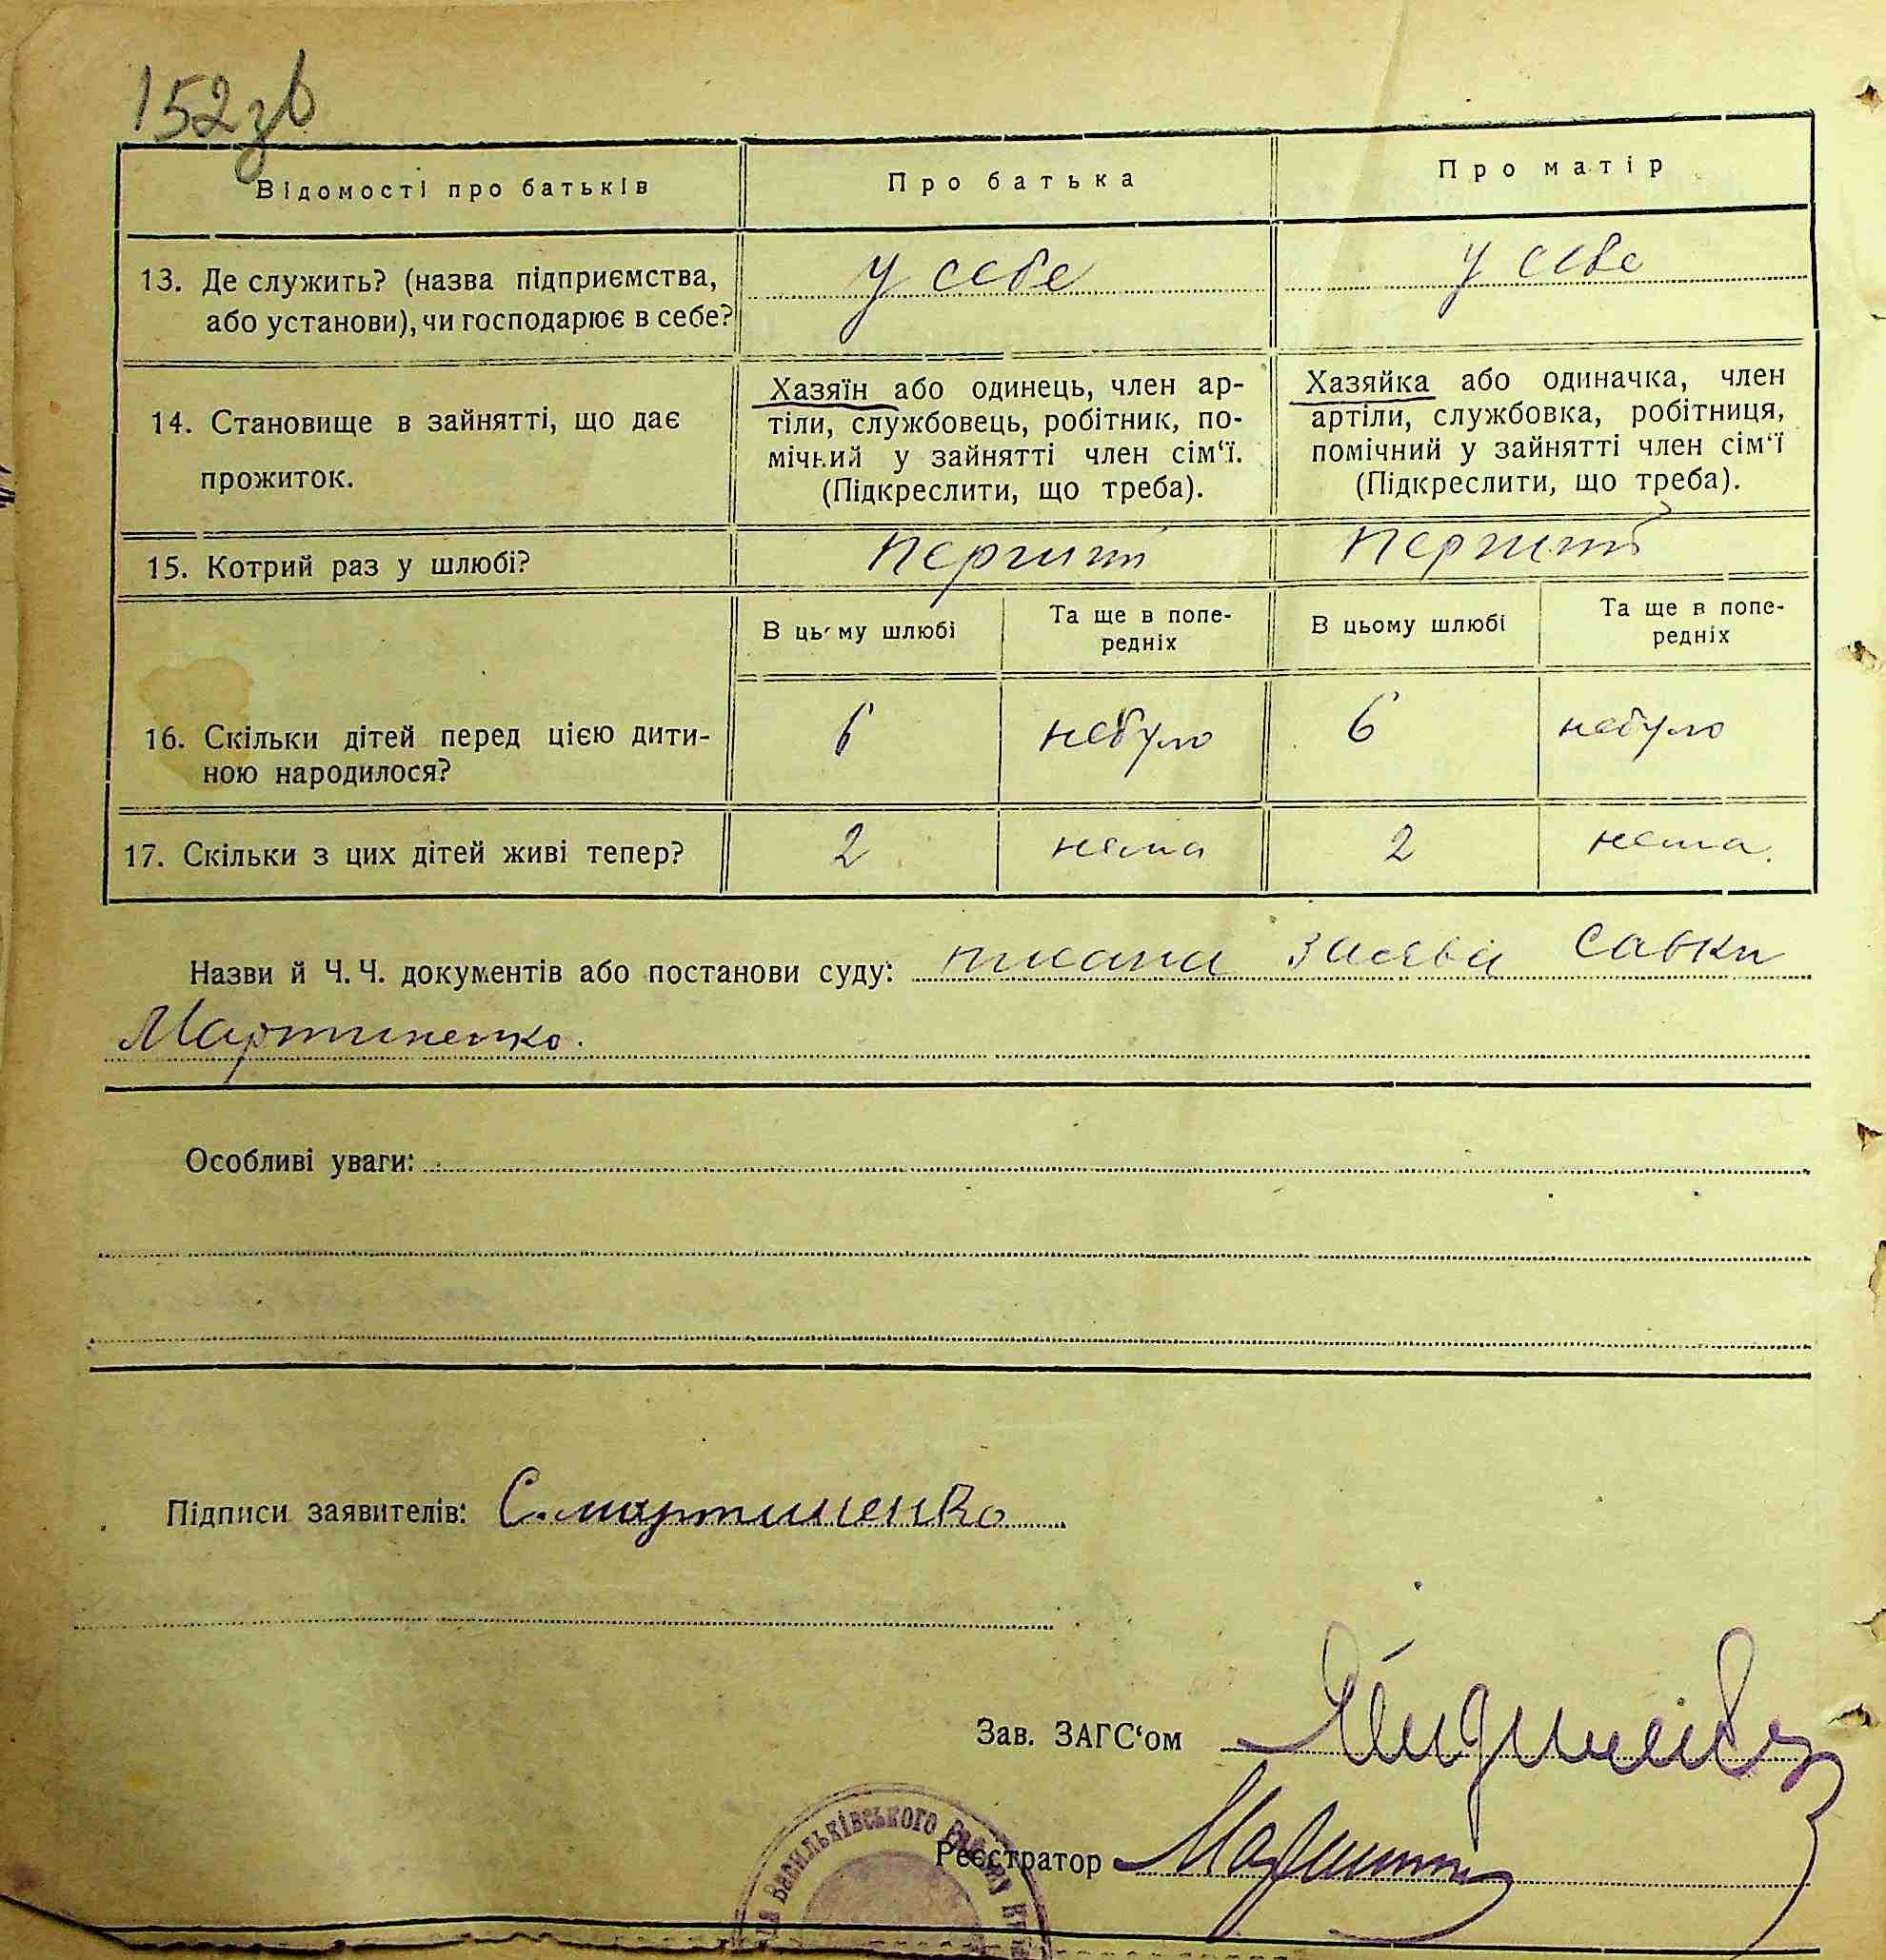 152зв
Відомості про батьків
Про батька
Про матір
13. Де служить? (назва підприємства,
або установи), чи господарює в себе?
у себе
у себе
14. Становище в зайнятті, що дає
прожиток.
Хазяїн або одинець, член ар-
тіли, службовець, робітник, по-
мічний у зайнятті член сім‘ї.
(Підкреслити, що треба).
Хазяйка або одиначка, член
артіли, службовка, робітниця,
помічний у зайнятті член сім‘ї
(Підкреслити, що треба).
15. Котрий раз у шлюбі?
Перший
Перший
В цьому шлюбі
Та ще в попе-
редніх
В цьому шлюбі
Та ще в попе-
редніх
16. Скільки дітей перед цією дити-
ною народилося?
6
небуло
6
небуло
17. Скільки з цих дітей живі тепер?
2
нема
2
нема.
Назви й Ч. Ч. документів або постанови суду: заява Савки
Мартиненко.
Особливі уваги:
Підписи заявителів: С. Мартиненко
Зав. ЗАГС‘ом
Реєстратор
Васильківського Району